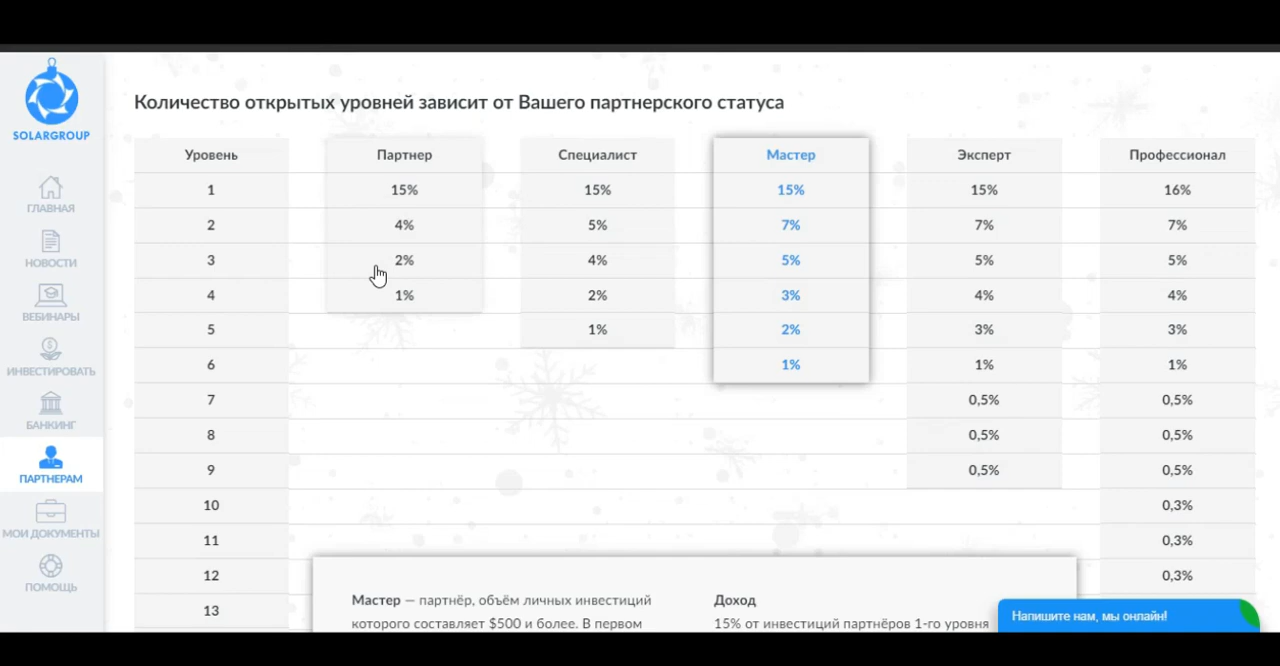 SOLARGROUP
ГЛАВНАЯ
НОВОСТИ
ВЕБИНАРЫ
ИНВЕСТИРОВАТЬ
БАНКИНГ
ПАРТНЕРАМ
МОИ ДОКУМЕНТЫ
ПОМОЩЬ
Количество открытых уровней зависит от Вашего партнерского статуса
Уровень Партнер Специалист Мастер Эксперт Профессионал
1 15% 15% 15% 15% 16%
2 4% 5% 7% 7% 7%
3 2% 4% 5% 5% 5%
4 1% 2% 3% 4% 4%
5 1% 2% 3% 3%
6 1% 1% 1%
7 0,5% 0,5%
8 0,5% 0,5%
9 0,5% 0,5%
10 0,3%
11 0,3%
12 0,3%
13
Мастер — партнёр, объём личных инвестиций
которого составляет $500 и более. В первом
Доход
15% от инвестиций партнёров 1-го уровня
Напишите нам, мы онлайн!